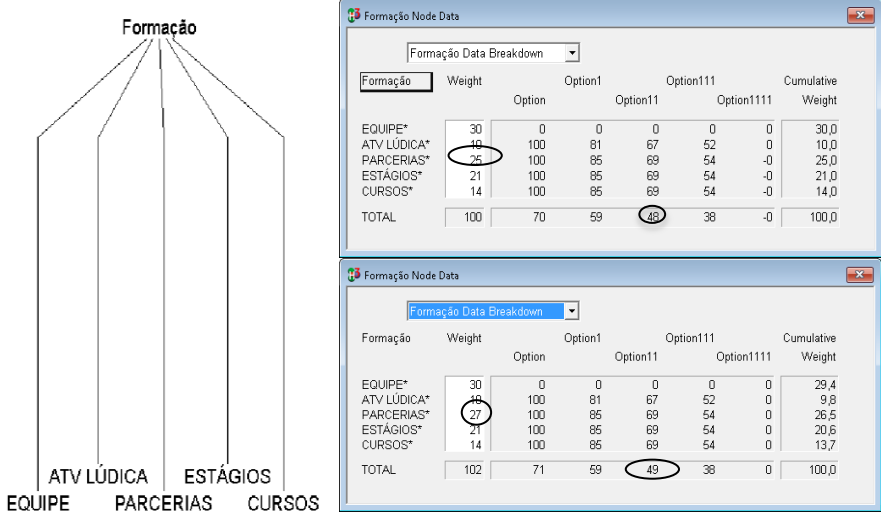 Formação
ATV LÚDICA ESTÁGIOS
EQUIPE PARCERIAS CURSOS
Formação Node Data
Formação Data Breakdown
Formação Weight Option1 Option111 Cumulative
Option Option11 Option1111 Weight
EQUIPE* 30 0 0 0 0 0 30,0
ATV LÚDICA* 10 100 81 67 52 0 10,0
PARCERIAS* 25 100 85 69 54 -0 25,0
ESTÁGIOS* 21 100 85 69 54 -0 21,0
CURSOS* 14 100 85 69 54 -0 14,0
TOTAL 100 70 59 48 38 -0 100,0
Formação Node Data
Formação Data Breakdown
Formação Weight Option1 Option111 Cumulative
Option Option11 Option1111 Weight
EQUIPE* 30 0 0 0 0 0 29,4
ATV LÚDICA* 10 100 81 67 52 0 9,8
PARCERIAS* 27 100 85 69 54 0 26,5
ESTÁGIOS* 21 100 85 69 54 0 20,6
CURSOS* 14 100 85 69 54 0 13,7
TOTAL 102 71 59 49 38 0 100,0